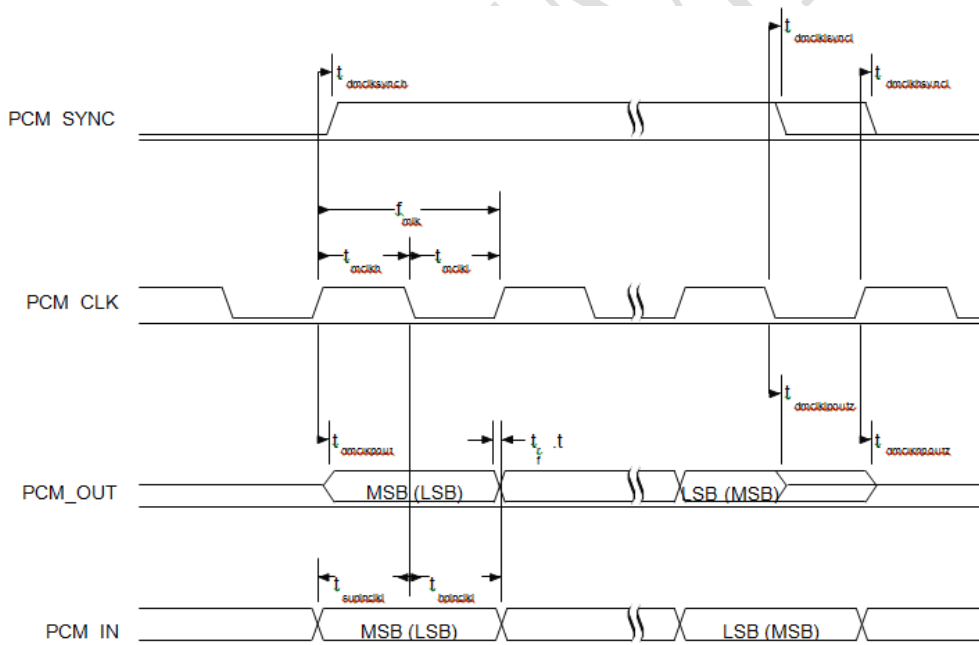 t dmclklsyncl
t dmclksynch
t dmclkhsyncl
PCM SYNC
f mlk
t mclkh
t mclkl
PCM CLK
t dmclklpoutz
t dmclkpout
t r .t f
t dmclkhpoutz
PCM_OUT
MSB (LSB)
LSB (MSB)
t supinclkl
t hpinclkl
PCM IN
MSB (LSB)
LSB (MSB)